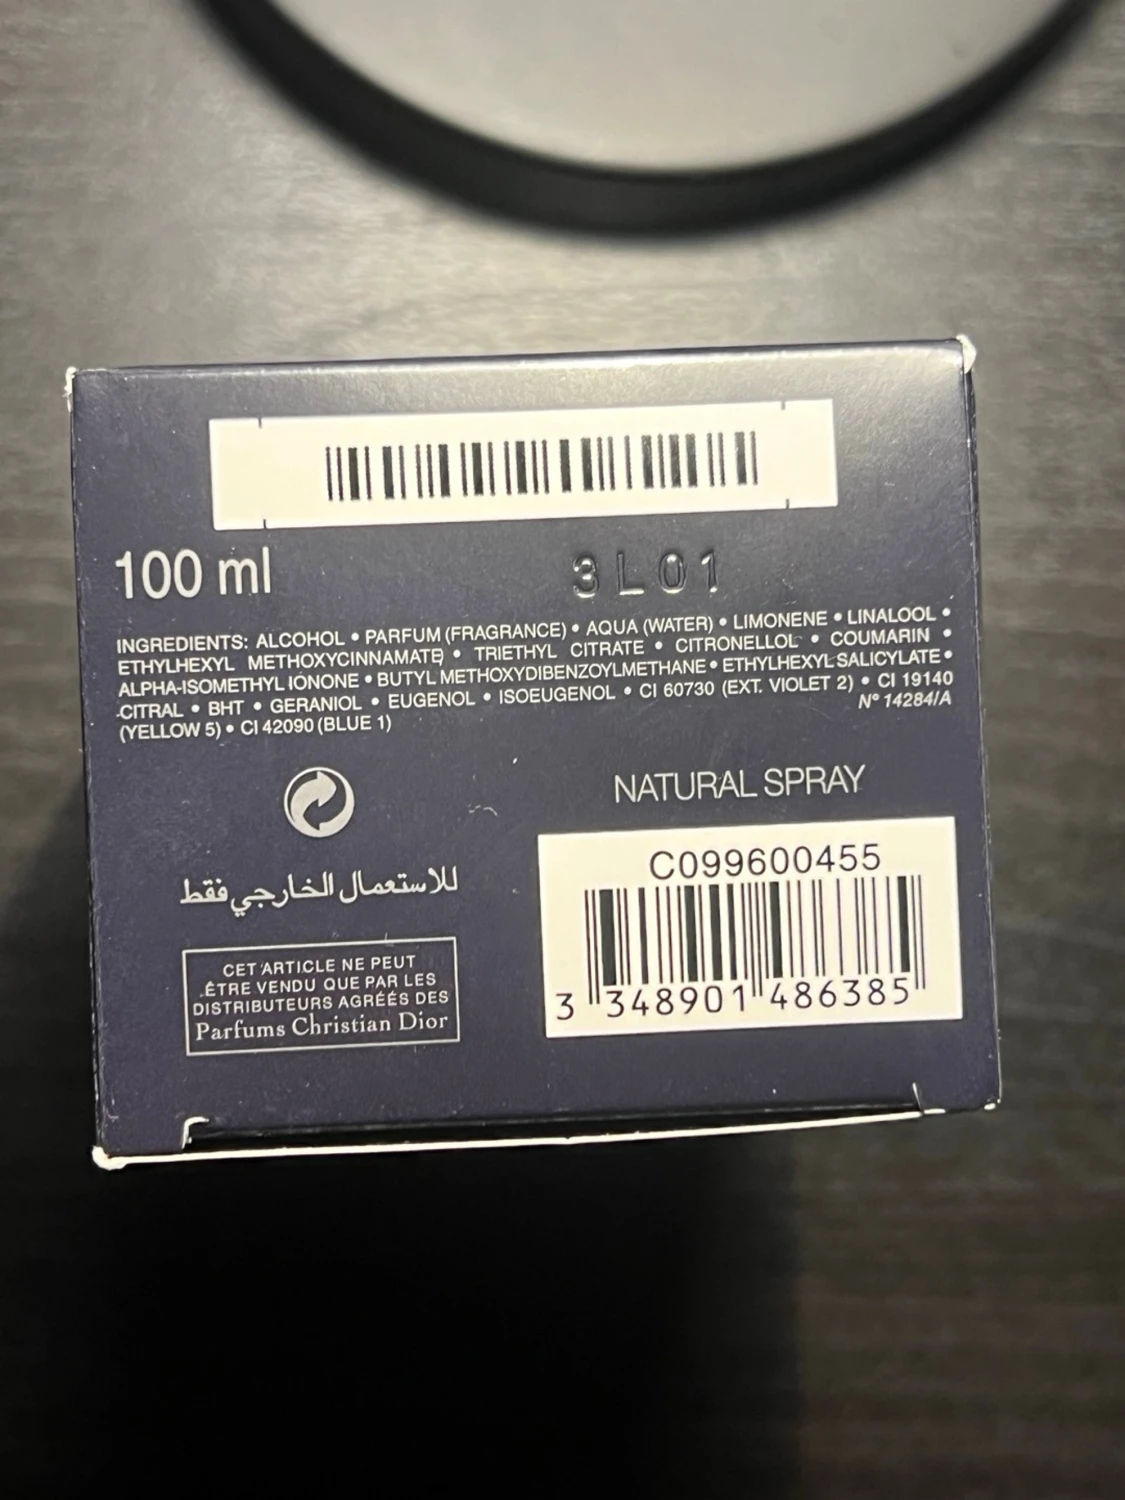 100 ml
3L01
INGREDIENTS: ALCOHOL • PARFUM (FRAGRANCE) • AQUA (WATER) • LIMONENE • LINALOOL •
ETHYLHEXYL METHOXYCINNAMATE • TRIETHYL CITRATE • CITRONELLOL • COUMARIN •
ALPHA-ISOMETHYL IONONE • BUTYL METHOXYDIBENZOYLMETHANE • ETHYLHEXYL SALICYLATE •
CITRAL • BHT • GERANIOL • EUGENOL • ISOEUGENOL • CI 60730 (EXT. VIOLET 2) • CI 19140
(YELLOW 5) • CI 42090 (BLUE 1)
N° 14284/A
NATURAL SPRAY
للاستعمال الخارجي فقط
CET ARTICLE NE PEUT
ÊTRE VENDU QUE PAR LES
DISTRIBUTEURS AGRÉÉS DES
Parfums Christian Dior
C099600455
3 348901 486385